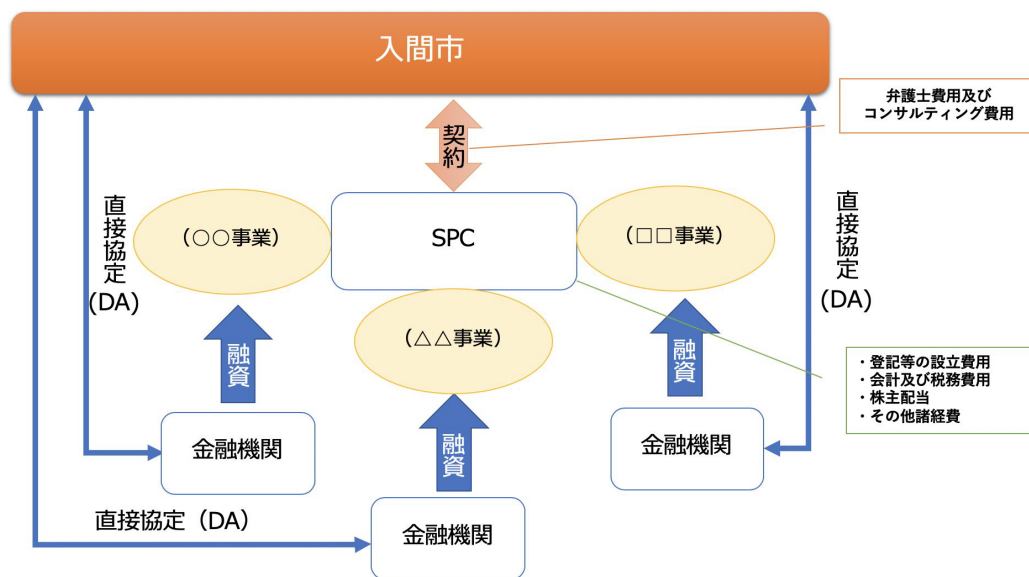 入間市
弁護士費用及び
コンサルティング費用
契約
直接協定
(DA)
（○○事業）
SPC
（□□事業）
直接協定
(DA)
（△△事業）
融資
融資
融資
・登記等の設立費用
・会計及び税務費用
・株主配当
・その他諸経費
金融機関
金融機関
直接協定（DA）
金融機関